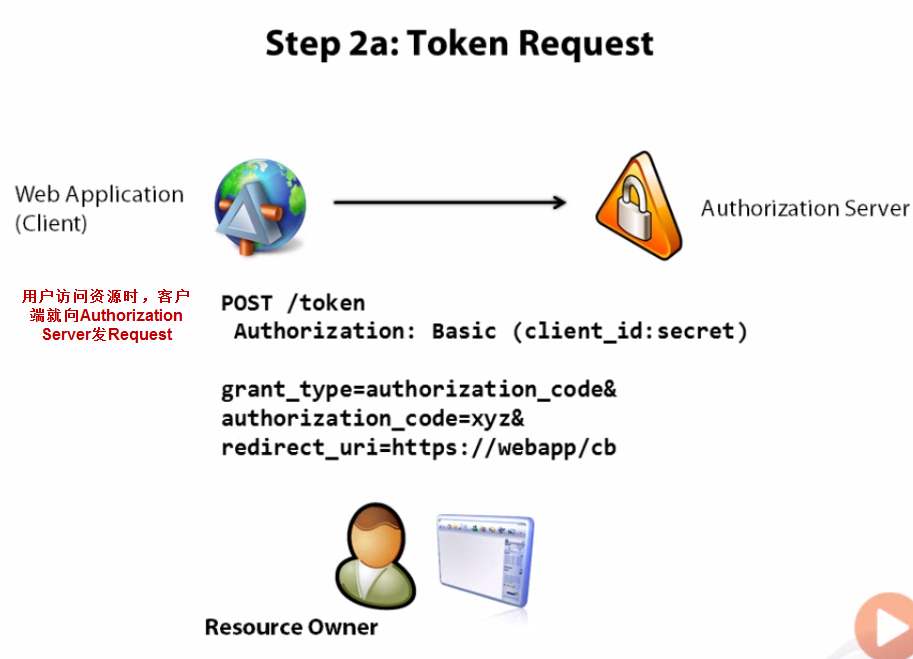 Step 2a: Token Request
Web Application
(Client)
Authorization Server
用户访问资源时，客户
端就向Authorization
Server发Request
POST /token
Authorization: Basic (client_id:secret)
grant_type=authorization_code&
authorization_code=xyz&
redirect_uri=https://webapp/cb
Resource Owner